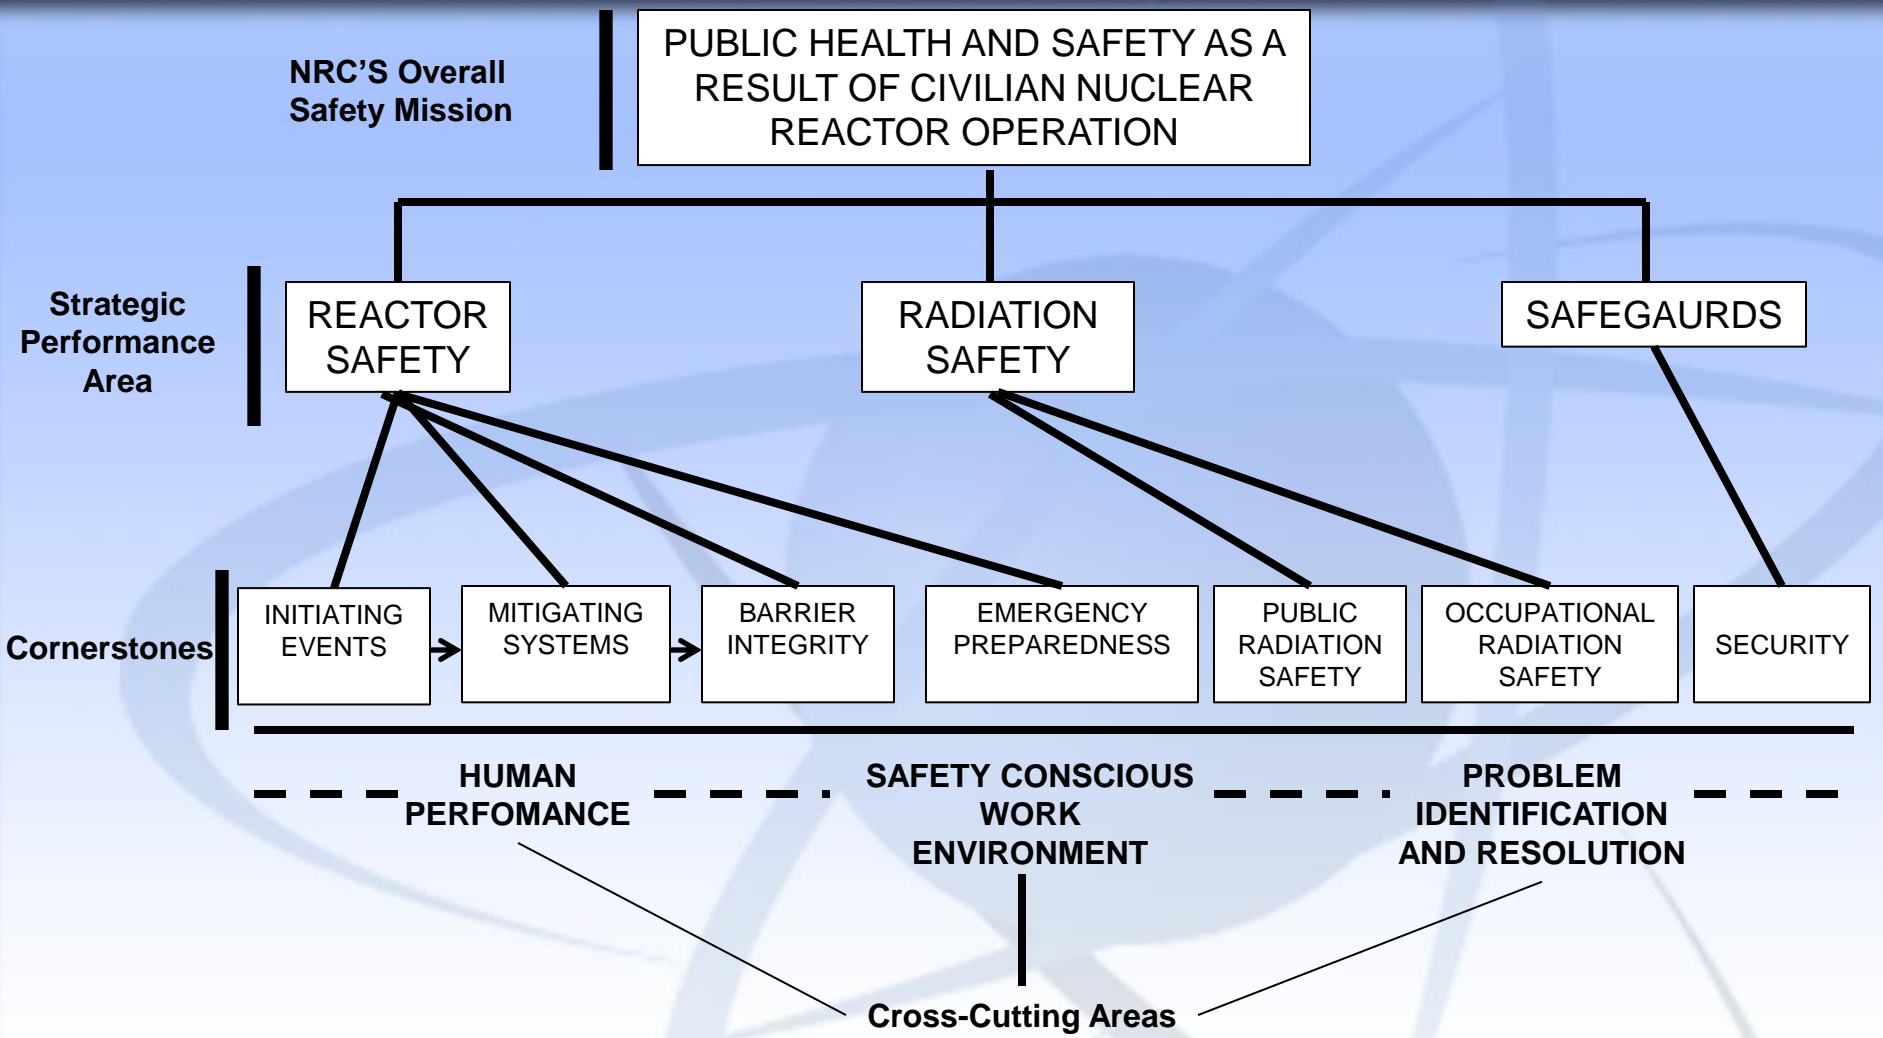 NRC'S Overall
Safety Mission
PUBLIC HEALTH AND SAFETY AS A
RESULT OF CIVILIAN NUCLEAR
REACTOR OPERATION
Strategic
Performance
Area
REACTOR
SAFETY
RADIATION
SAFETY
SAFEGAURDS
Cornerstones
INITIATING
EVENTS
MITIGATING
SYSTEMS
BARRIER
INTEGRITY
EMERGENCY
PREPAREDNESS
PUBLIC
RADIATION
SAFETY
OCCUPATIONAL
RADIATION
SAFETY
SECURITY
HUMAN
PERFOMANCE
SAFETY CONSCIOUS
WORK
ENVIRONMENT
PROBLEM
IDENTIFICATION
AND RESOLUTION
Cross-Cutting Areas